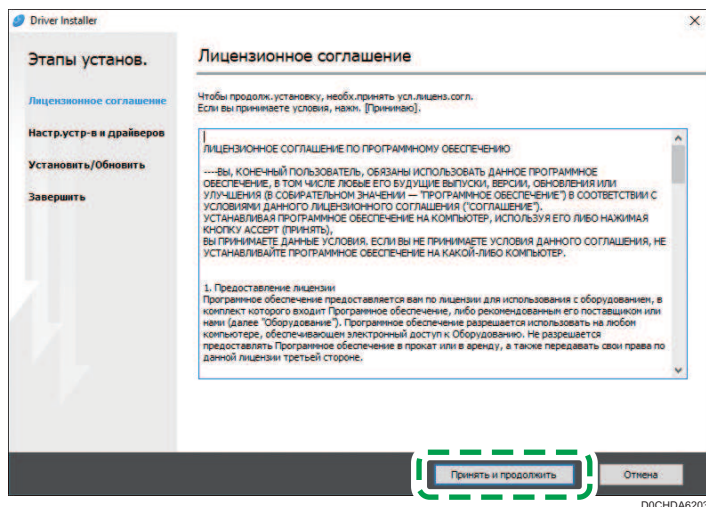 Driver Installer
Этапы установ.
Лицензионное соглашение
Настр.устр-в и драйверов
Установить/Обновить
Завершить
Лицензионное соглашение
Чтобы продолж.установку, необх.принять усл.лиценз.согл.
Если вы принимаете условия, нажм. [Принимаю].
ЛИЦЕНЗИОННОЕ СОГЛАШЕНИЕ ПО ПРОГРАММНОМУ ОБЕСПЕЧЕНИЮ
----ВЫ, КОНЕЧНЫЙ ПОЛЬЗОВАТЕЛЬ, ОБЯЗАНЫ ИСПОЛЬЗОВАТЬ ДАННОЕ ПРОГРАММНОЕ
ОБЕСПЕЧЕНИЕ, В ТОМ ЧИСЛЕ ЛЮБЫЕ ЕГО БУДУЩИЕ ВЫПУСКИ, ВЕРСИИ, ОБНОВЛЕНИЯ ИЛИ
УЛУЧШЕНИЯ (В СОБИРАТЕЛЬНОМ ЗНАЧЕНИИ — "ПРОГРАММНОЕ ОБЕСПЕЧЕНИЕ") В СООТВЕТСТВИИ С
УСЛОВИЯМИ ДАННОГО ЛИЦЕНЗИОННОГО СОГЛАШЕНИЯ ("СОГЛАШЕНИЕ").
УСТАНАВЛИВАЯ ПРОГРАММНОЕ ОБЕСПЕЧЕНИЕ НА КОМПЬЮТЕР, ИСПОЛЬЗУЯ ЕГО ЛИБО НАЖИМАЯ
КНОПКУ ACCEPT (ПРИНЯТЬ),
ВЫ ПРИНИМАЕТЕ ДАННЫЕ УСЛОВИЯ. ЕСЛИ ВЫ НЕ ПРИНИМАЕТЕ УСЛОВИЯ ДАННОГО СОГЛАШЕНИЯ, НЕ
УСТАНАВЛИВАЙТЕ ПРОГРАММНОЕ ОБЕСПЕЧЕНИЕ НА КАКОЙ-ЛИБО КОМПЬЮТЕР.
1. Предоставление лицензии
Программное обеспечение предоставляется вам по лицензии для использования с оборудованием, в
комплект которого входит Программное обеспечение, либо рекомендованным его поставщиком или
нами (далее "Оборудование"). Программное обеспечение разрешается использовать на любом
компьютере, обеспечивающем электронный доступ к Оборудованию. Не разрешается
предоставлять Программное обеспечение в прокат или в аренду, а также передавать свои права по
данной лицензии третьей стороне.
Принять и продолжить
Отмена
D0CHDA6203